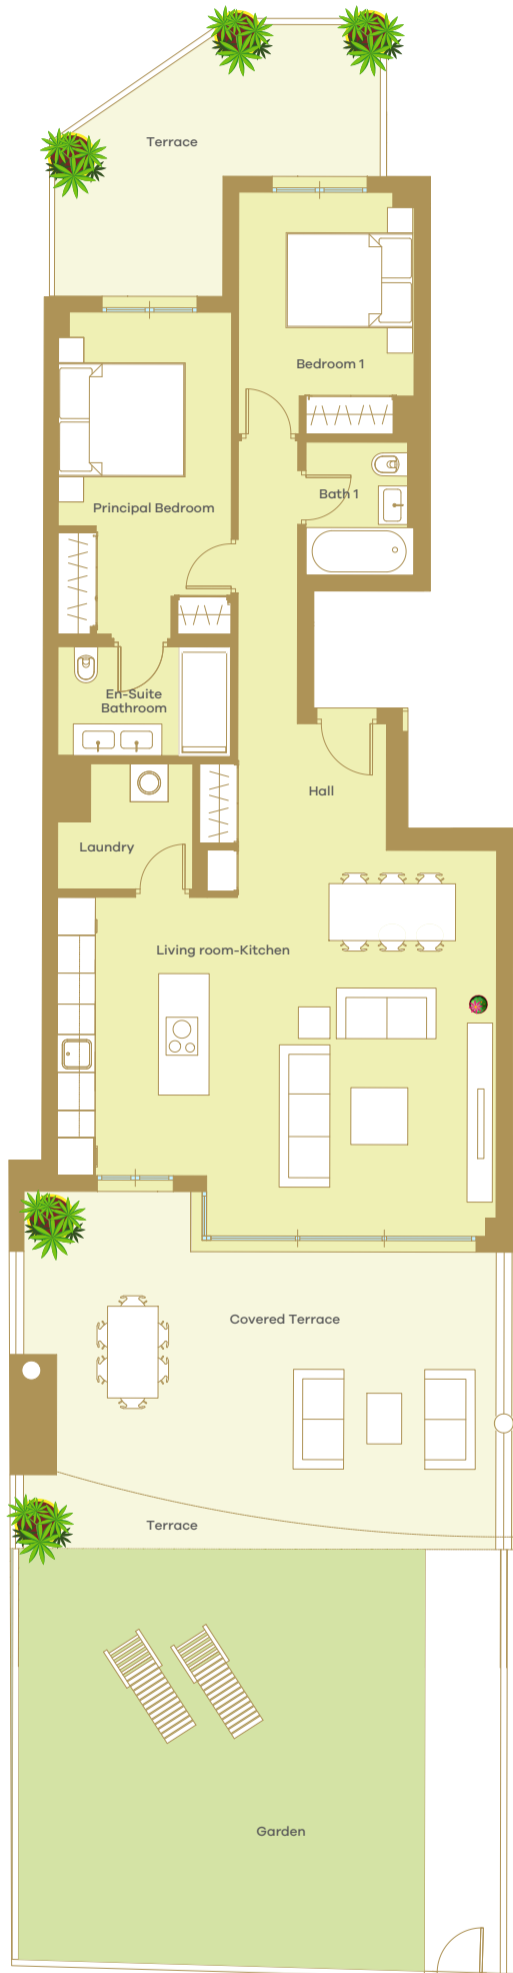 Terrace
Bedroom 1
Bath 1
Principal Bedroom
En-Suite
Bathroom
Hall
Laundry
Living room-Kitchen
Covered Terrace
Terrace
Garden